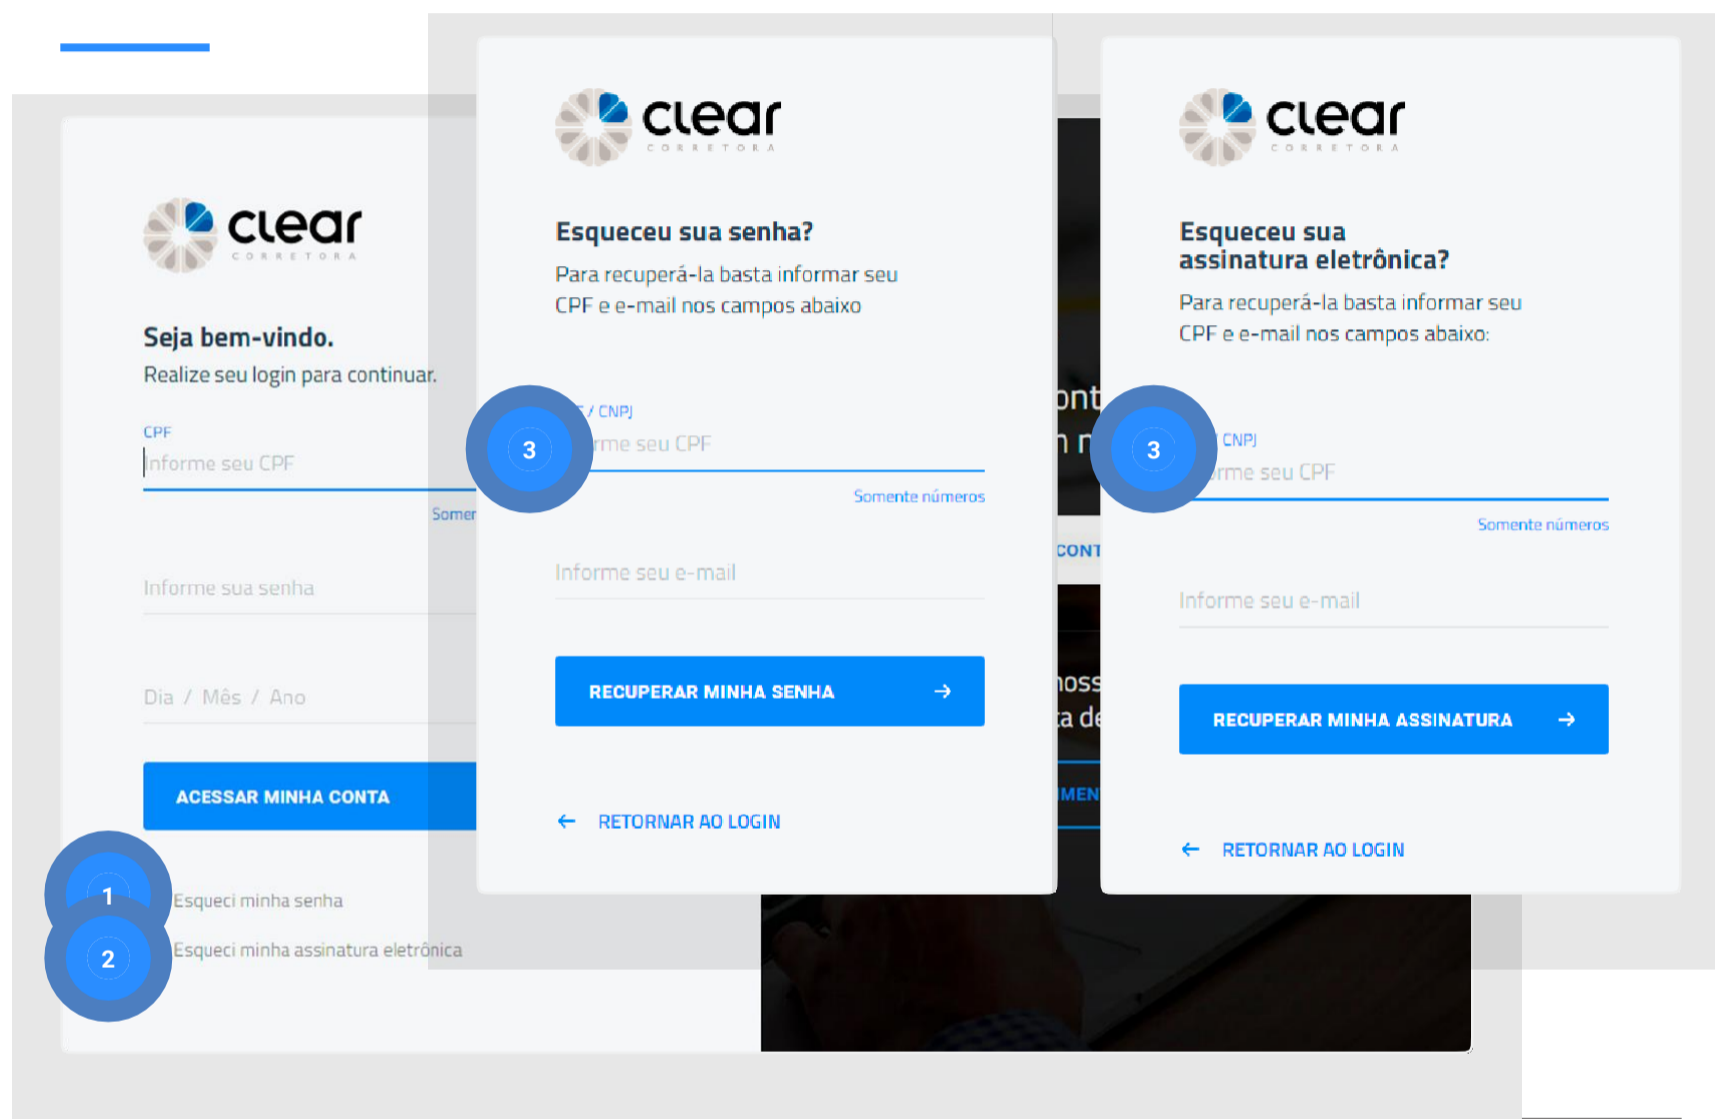 clear
CORRETORA
Seja bem-vindo.
Realize seu login para continuar.
CPF
Informe seu CPF
Informe sua senha
Dia / Mês / Ano
ACESSAR MINHA CONTA
1
Esqueci minha senha
2
Esqueci minha assinatura eletrônica
clear
CORRETORA
Esqueceu sua senha?
Para recuperá-la basta informar seu
CPF e e-mail nos campos abaixo
/ CNPJ
3
seu CPF
Somente números
Informe seu e-mail
RECUPERAR MINHA SENHA →
← RETORNAR AO LOGIN
clear
CORRETORA
Esqueceu sua
assinatura eletrônica?
Para recuperá-la basta informar seu
CPF e e-mail nos campos abaixo:
CNPJ
3
seu CPF
Somente números
Informe seu e-mail
RECUPERAR MINHA ASSINATURA →
← RETORNAR AO LOGIN